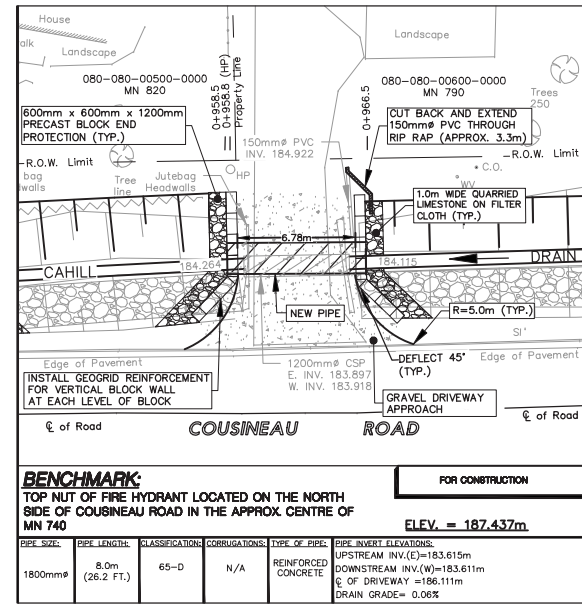 House
alk
Landscape
Landscape
080-080-00500-0000
MN 820
0+958.5
0+958.8 (HP)
Property Line
0+966.5
080-080-00600-0000
MN 790
Trees
250
600mm x 600mm x 1200mm
PRECAST BLOCK END
PROTECTION (TYP.)
150mmø PVC
INV. 184.922
CUT BACK AND EXTEND
150mmø PVC THROUGH
RIP RAP (APPROX. 3.3m)
R.O.W. Limit
R.O.W. Limit
bag
dwalls
Tree
line
Jutebag
Headwalls
HP
C.O.
WV
1.0m WIDE QUARRIED
LIMESTONE ON FILTER
CLOTH (TYP.)
6.78m
CAHILL
184.264
184.115
DRAIN
NEW PIPE
R=5.0m (TYP.)
Edge of Pavement
1200mmø CSP
E. INV. 183.897
W. INV. 183.918
DEFLECT 45°
(TYP.)
Edge of Pavement
INSTALL GEOGRID REINFORCEMENT
FOR VERTICAL BLOCK WALL
AT EACH LEVEL OF BLOCK
GRAVEL DRIVEWAY
APPROACH
℄ of Road
COUSINEAU ROAD
℄ of Road
BENCHMARK:
TOP NUT OF FIRE HYDRANT LOCATED ON THE NORTH
SIDE OF COUSINEAU ROAD IN THE APPROX. CENTRE OF
MN 740
FOR CONSTRUCTION
ELEV. = 187.437m
PIPE SIZE: PIPE LENGTH: CLASSIFICATION: CORRUGATIONS: TYPE OF PIPE: PIPE INVERT ELEVATIONS:
1800mmø
8.0m
(26.2 FT.)
65-D
N/A
REINFORCED
CONCRETE
UPSTREAM INV.(E)=183.615m
DOWNSTREAM INV.(W)=183.611m
℄ OF DRIVEWAY =186.111m
DRAIN GRADE= 0.06%